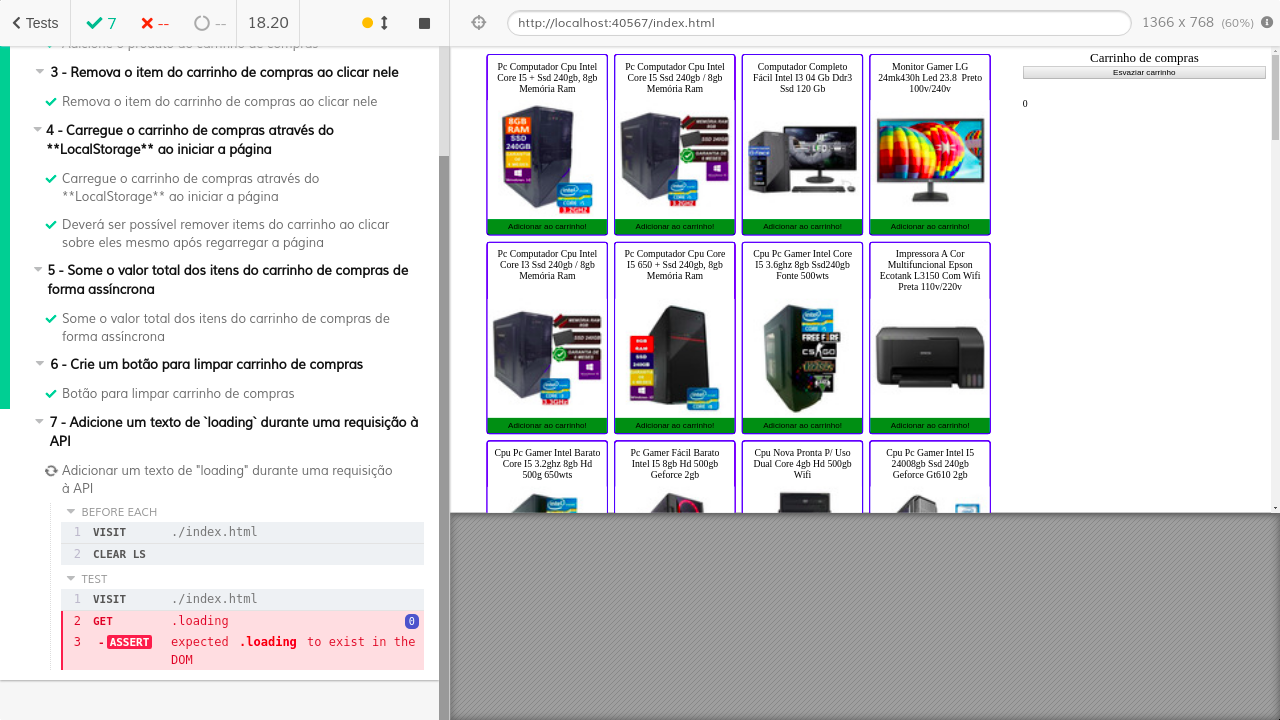 Tests
7
--
--
18.20
http://localhost:40567/index.html
1366 x 768 (60%)
Adicione o produto ao carrinho de compras
3 - Remova o item do carrinho de compras ao clicar nele
Remova o item do carrinho de compras ao clicar nele
4 - Carregue o carrinho de compras através do
**LocalStorage** ao iniciar a página
Carregue o carrinho de compras através do
**LocalStorage** ao iniciar a página
Deverá ser possível remover items do carrinho ao clicar
sobre eles mesmo após regarregar a página
5 - Some o valor total dos itens do carrinho de compras de
forma assíncrona
Some o valor total dos itens do carrinho de compras de
forma assíncrona
6 - Crie um botão para limpar carrinho de compras
Botão para limpar carrinho de compras
7 - Adicione um texto de `loading` durante uma requisição à
API
Adicionar um texto de "loading" durante uma requisição
à API
BEFORE EACH
1 VISIT ./index.html
2 CLEAR LS
TEST
1 VISIT ./index.html
2 GET .loading 0
3 -ASSERT expected .loading to exist in the
DOM
Pc Computador Cpu Intel
Core I5 + Ssd 240gb, 8gb
Memória Ram
8GB
RAM
SSD
240GB
Adicionar ao carrinho!
Pc Computador Cpu Intel
Core I5 Ssd 240gb / 8gb
Memória Ram
Adicionar ao carrinho!
Computador Completo
Fácil Intel I3 04 Gb Ddr3
Ssd 120 Gb
Adicionar ao carrinho!
Monitor Gamer LG
24mk430h Led 23.8 Preto
100v/240v
Adicionar ao carrinho!
Carrinho de compras
Esvaziar carrinho
0
Pc Computador Cpu Intel
Core I3 Ssd 240gb / 8gb
Memória Ram
Adicionar ao carrinho!
Pc Computador Cpu Core
I5 650 + Ssd 240gb, 8gb
Memória Ram
Adicionar ao carrinho!
Cpu Pc Gamer Intel Core
I5 3.6ghz 8gb Ssd240gb
Fonte 500wts
FREE FIRE
CS GO
Adicionar ao carrinho!
Impressora A Cor
Multifuncional Epson
Ecotank L3150 Com Wifi
Preta 110v/220v
Adicionar ao carrinho!
Cpu Pc Gamer Intel Barato
Core I5 3.2ghz 8gb Hd
500g 650wts
Pc Gamer Fácil Barato
Intel I5 8gb Hd 500gb
Geforce 2gb
Cpu Nova Pronta P/ Uso
Dual Core 4gb Hd 500gb
Wifi
Cpu Pc Gamer Intel I5
24008gb Ssd 240gb
Geforce Gt610 2gb